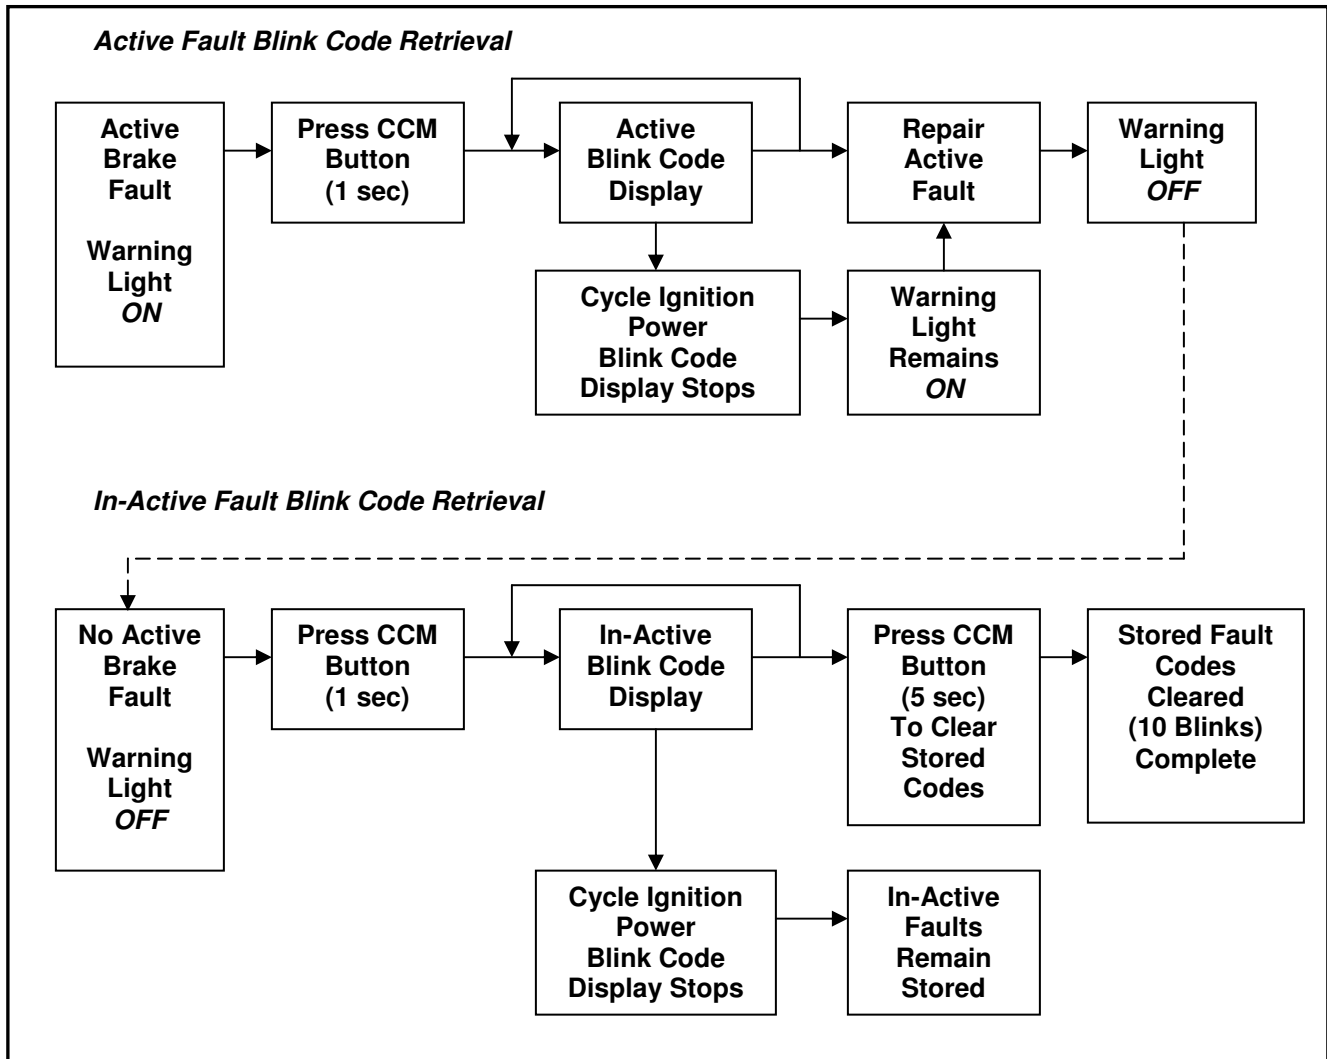 Active Fault Blink Code Retrieval
Active
Brake
Fault
Warning
Light
ON
Press CCM
Button
(1 sec)
Active
Blink Code
Display
Repair
Active
Fault
Warning
Light
OFF
Cycle Ignition
Power
Blink Code
Display Stops
Warning
Light
Remains
ON
In-Active Fault Blink Code Retrieval
No Active
Brake
Fault
Warning
Light
OFF
Press CCM
Button
(1 sec)
In-Active
Blink Code
Display
Press CCM
Button
(5 sec)
To Clear
Stored
Codes
Stored Fault
Codes
Cleared
(10 Blinks)
Complete
Cycle Ignition
Power
Blink Code
Display Stops
In-Active
Faults
Remain
Stored